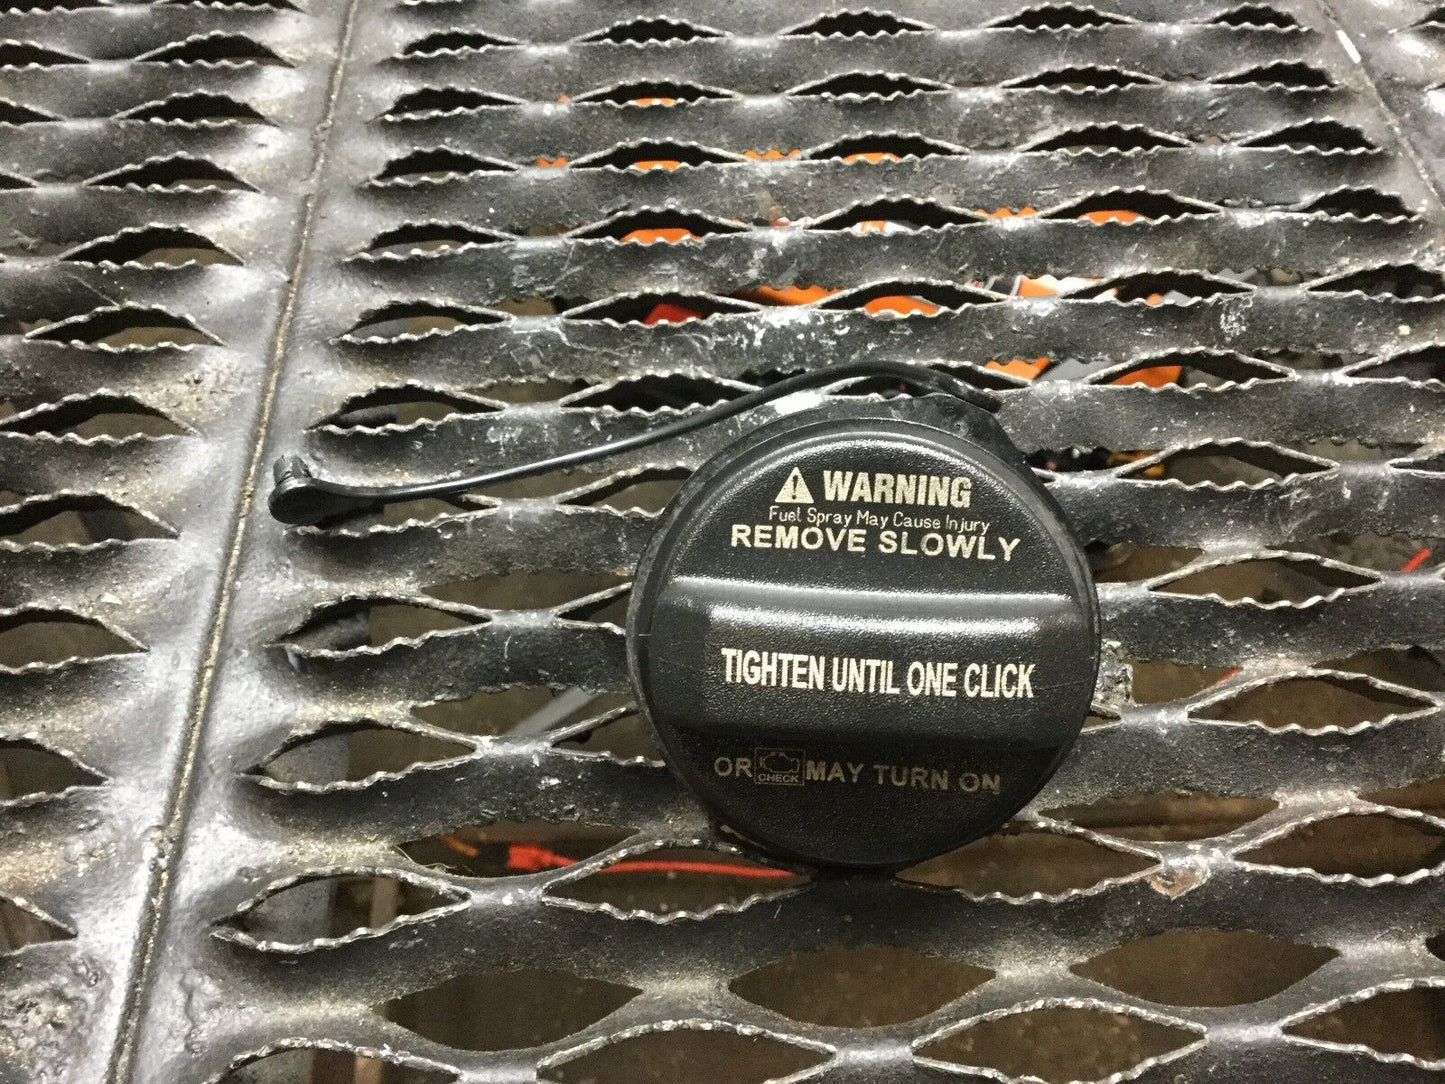 WARNING
Fuel Spray May Cause Injury
REMOVE SLOWLY
TIGHTEN UNTIL ONE CLICK
OR CHECK MAY TURN ON